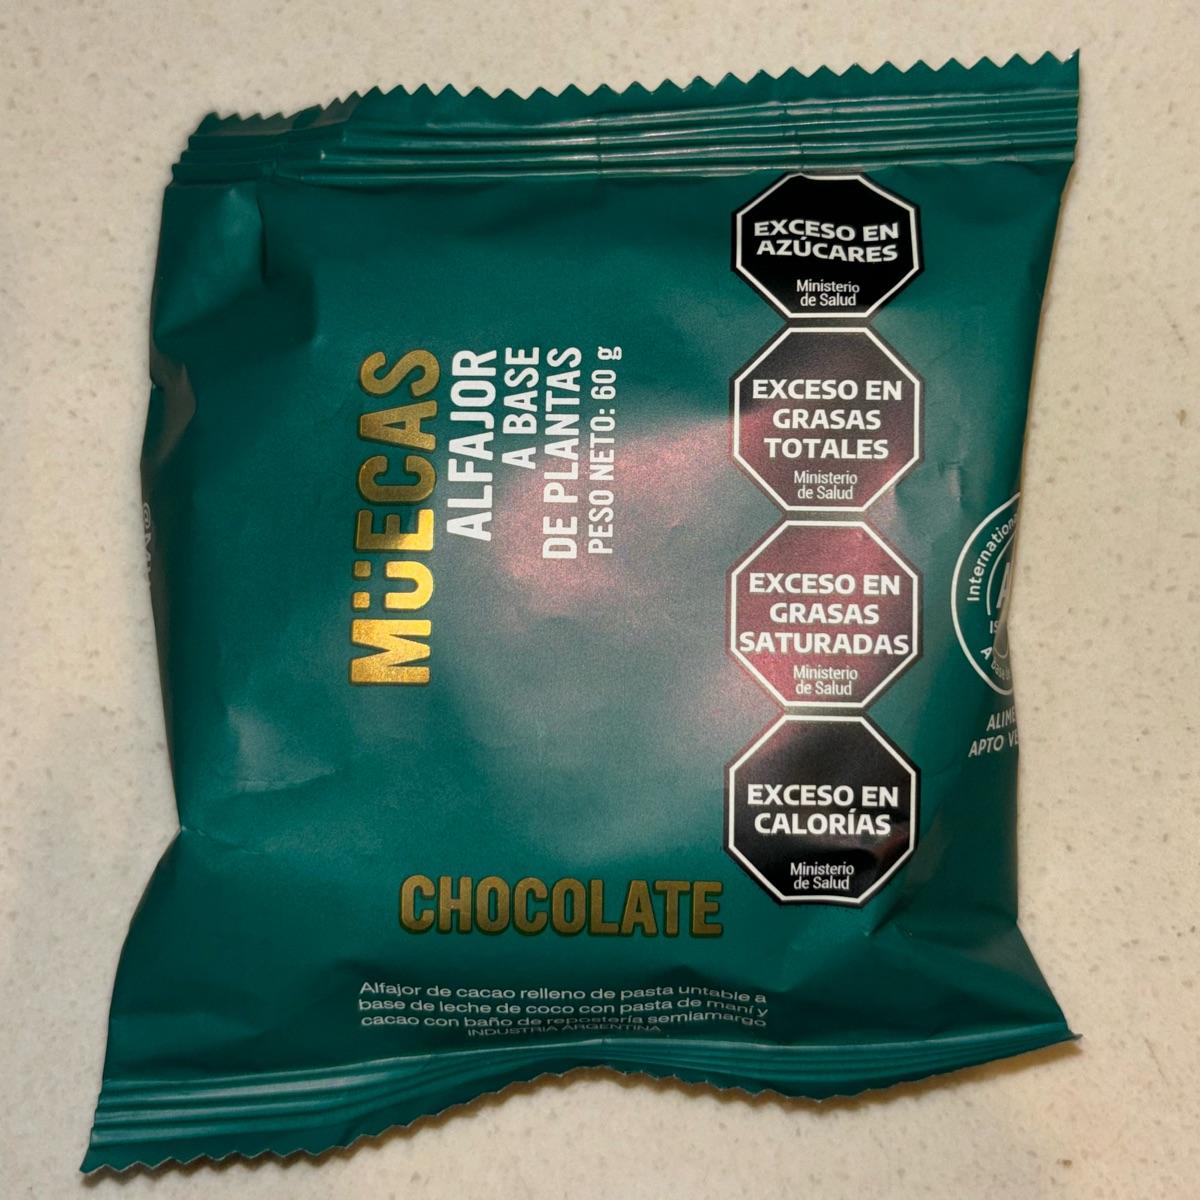 MÜECAS
ALFAJOR
A BASE
DE PLANTAS
PESO NETO: 60 g
EXCESO EN
AZÚCARES
Ministerio
de Salud
EXCESO EN
GRASAS
TOTALES
Ministerio
de Salud
EXCESO EN
GRASAS
SATURADAS
Ministerio
de Salud
EXCESO EN
CALORÍAS
Ministerio
de Salud
International
APTO
CHOCOLATE
Alfajor de cacao relleno de pasta untable a
base de leche de coco con pasta de maní y
cacao con baño de repostería semiamargo
INDUSTRIA ARGENTINA